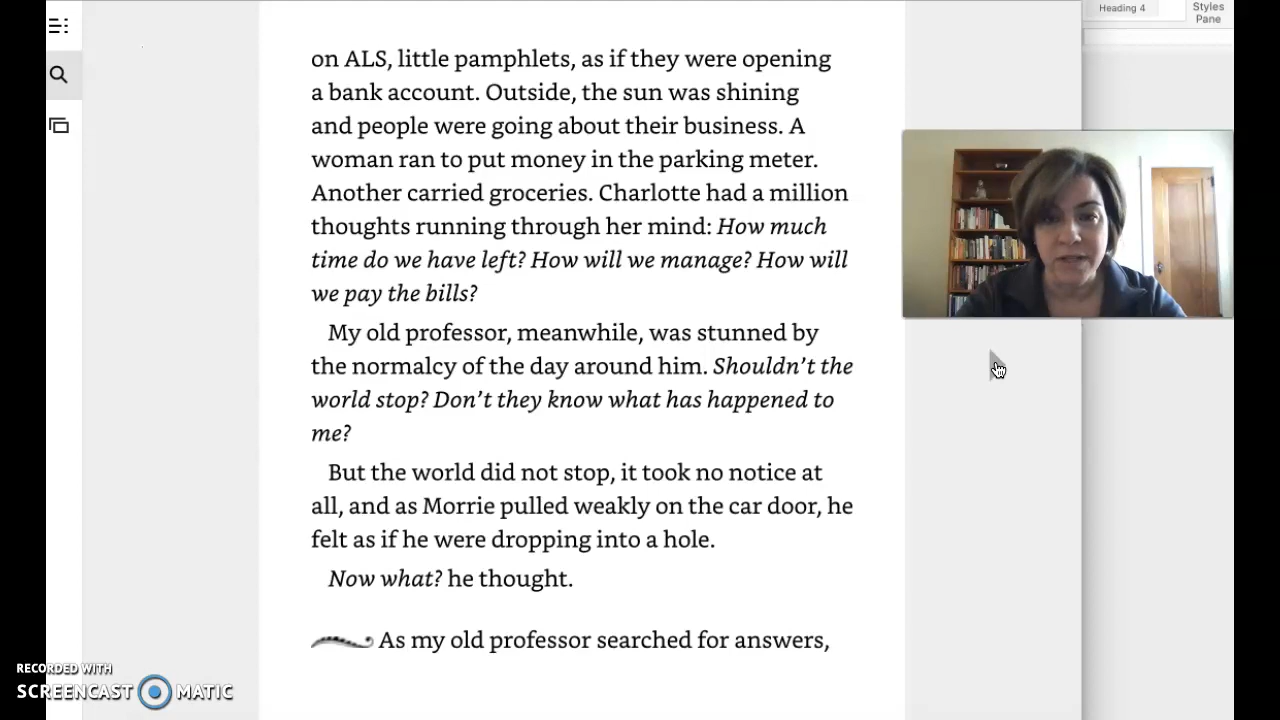 Heading 4
Styles
Pane
on ALS, little pamphlets, as if they were opening
a bank account. Outside, the sun was shining
and people were going about their business. A
woman ran to put money in the parking meter.
Another carried groceries. Charlotte had a million
thoughts running through her mind: How much
time do we have left? How will we manage? How will
we pay the bills?
My old professor, meanwhile, was stunned by
the normalcy of the day around him. Shouldn’t the
world stop? Don’t they know what has happened to
me?
But the world did not stop, it took no notice at
all, and as Morrie pulled weakly on the car door, he
felt as if he were dropping into a hole.
Now what? he thought.
As my old professor searched for answers,
RECORDED WITH
SCREENCAST MATIC